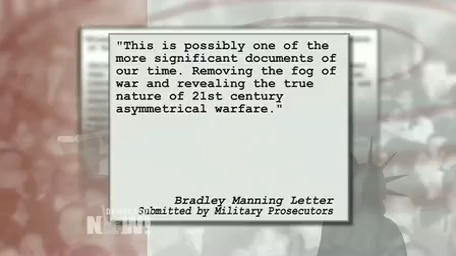 "This is possibly one of the
more significant documents of
our time. Removing the fog of
war and revealing the true
nature of 21st century
asymmetrical warfare."
Bradley Manning Letter
Submitted by Military Prosecutors
NOW!